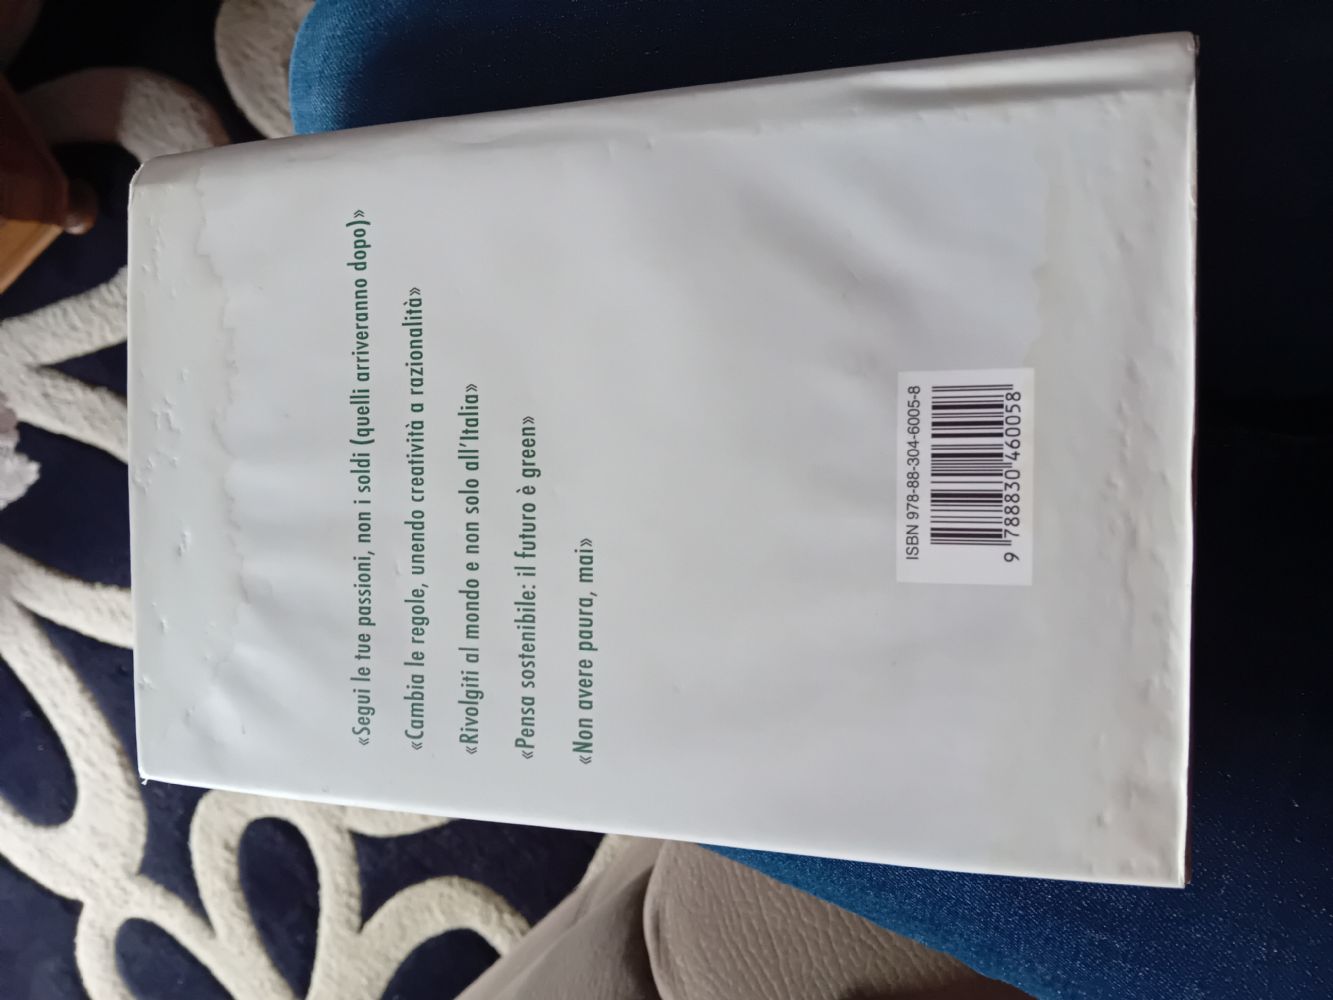 «Segui le tue passioni, non i soldi (quelli arriveranno dopo)»
«Cambia le regole, unendo creatività a razionalità»
«Rivolgiti al mondo e non solo all'Italia»
«Pensa sostenibile: il futuro è green»
«Non avere paura, mai»
ISBN 978-88-304-6005-8
9 788830 460058